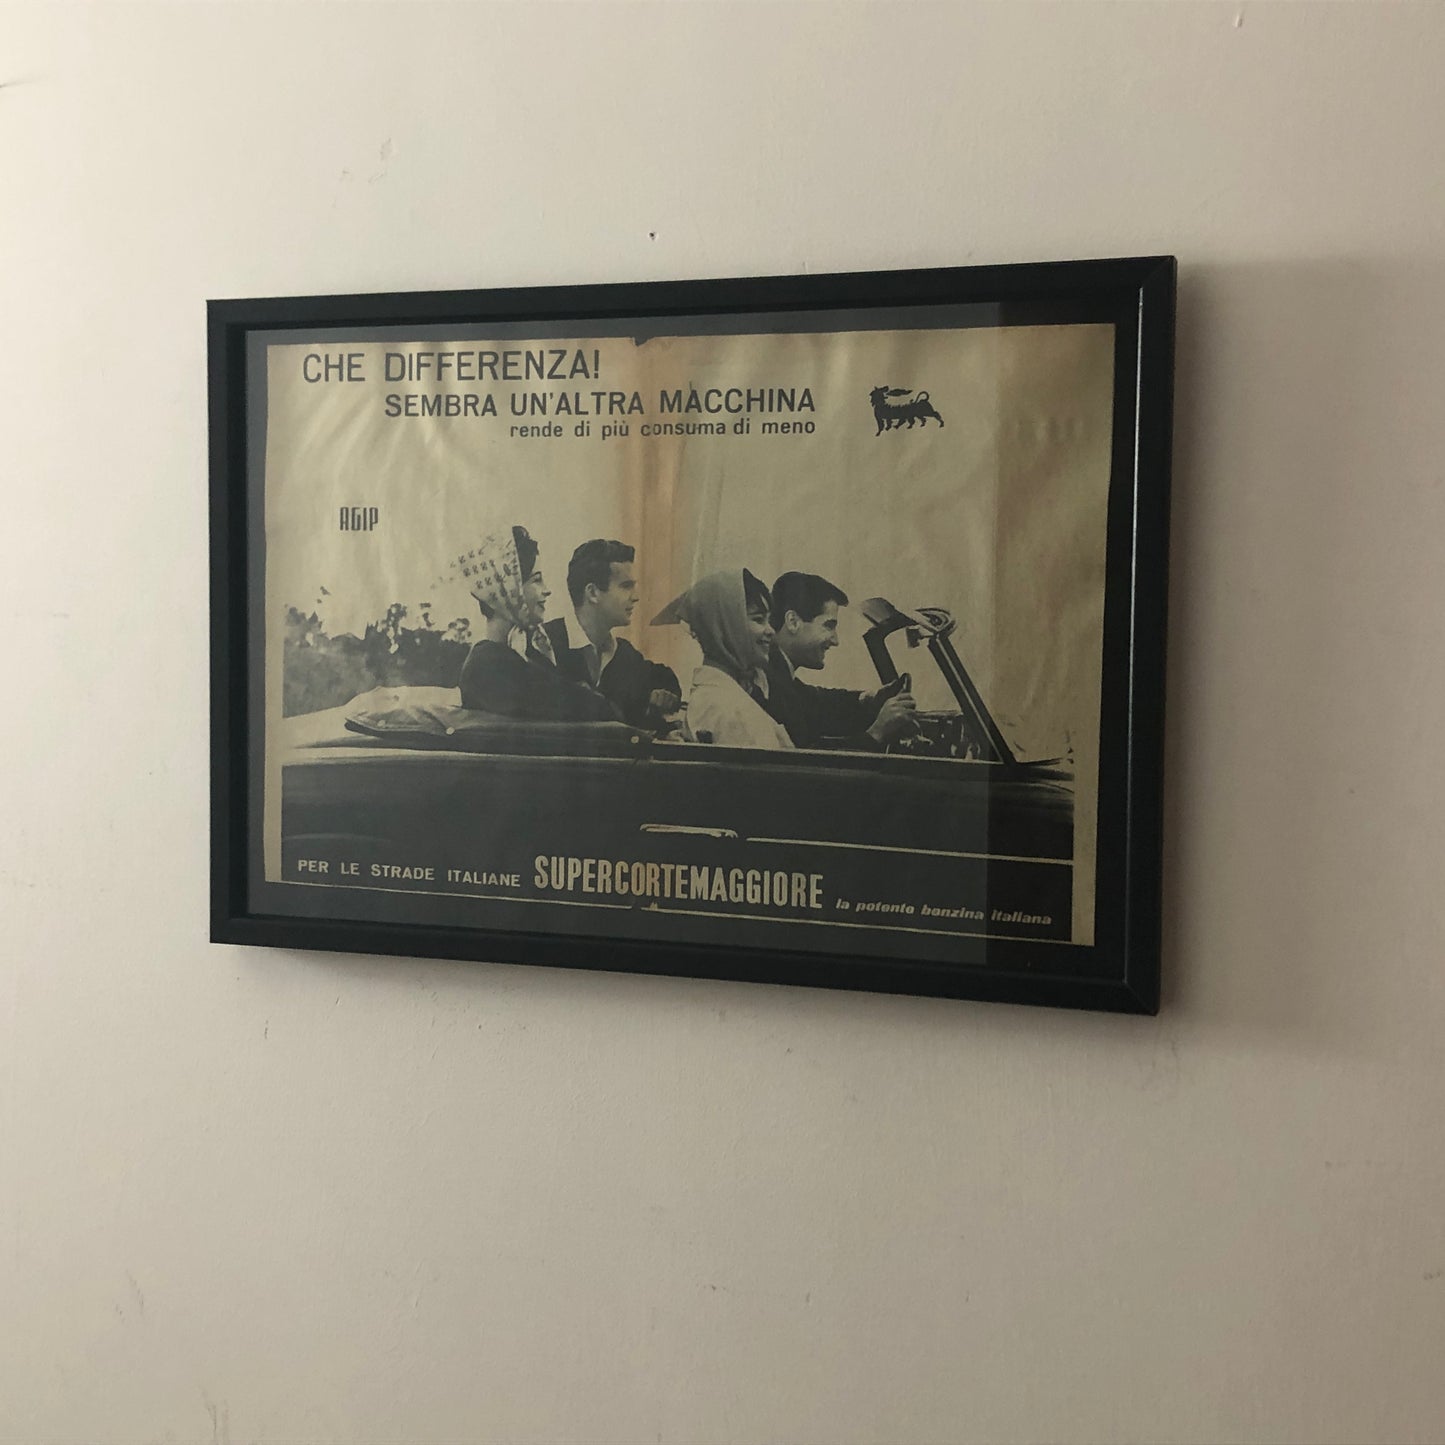 CHE DIFFERENZA!
SEMBRA UN'ALTRA MACCHINA
rende di più consuma di meno
AGIP
PER LE STRADE ITALIANE SUPERCORTEMAGGIORE la potente benzina italiana